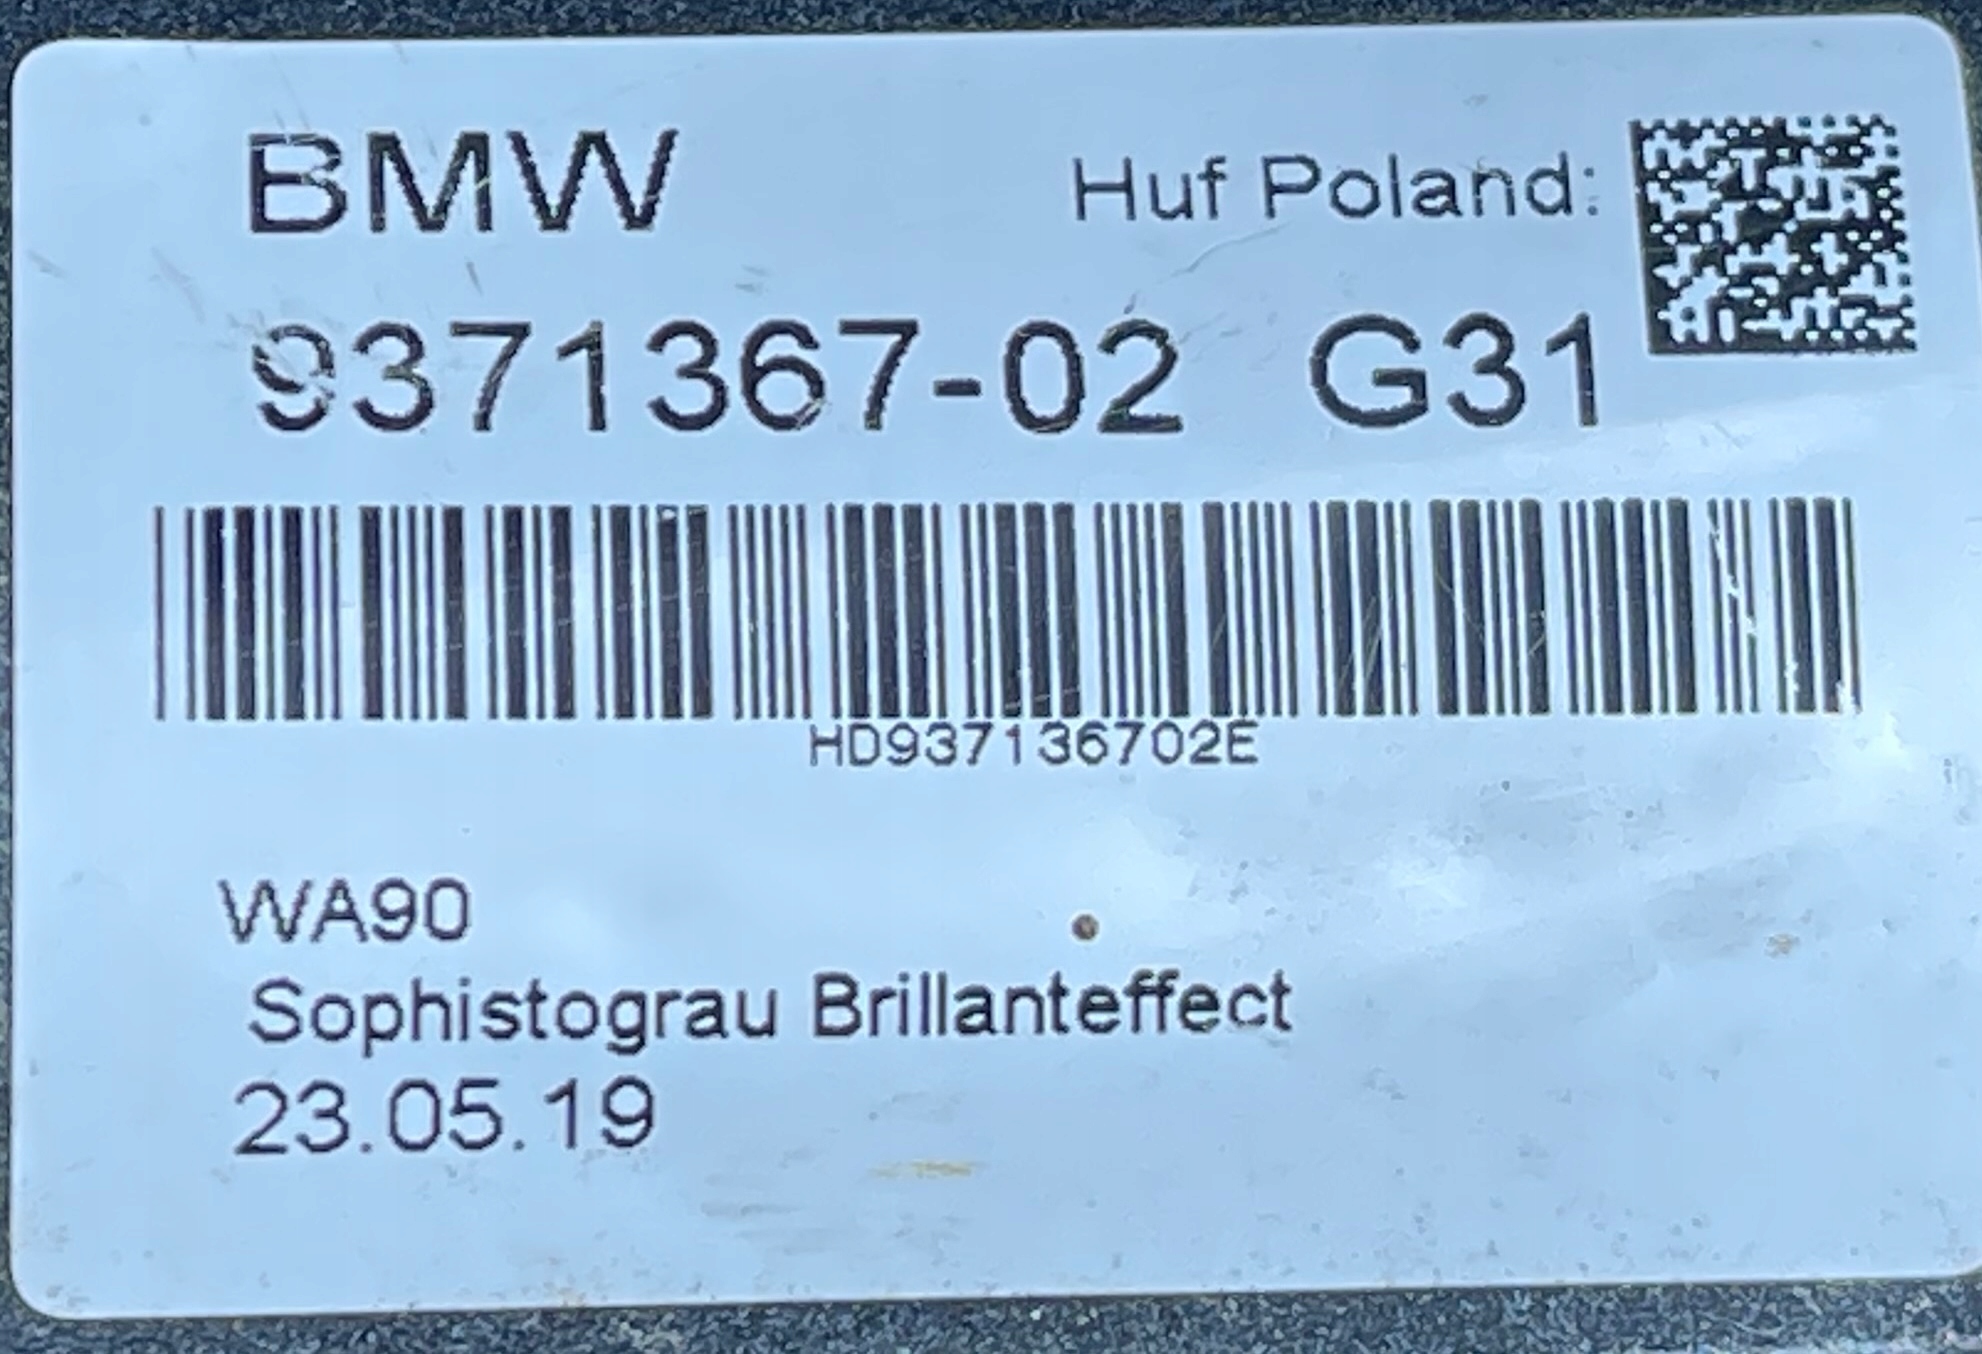 BMW
Huf Poland:
9371367-02 G31
HD937136702E
WA90
Sophistograu Brillanteffect
23.05.19